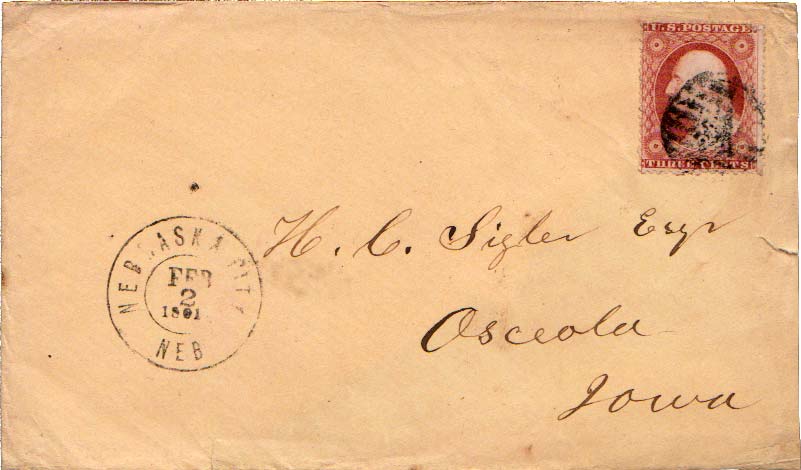 U.S. POSTAGE
THREE CENTS
NEBRASKA CITY
FEB
2
1861
NEB
H. C. Sigler Esqr
Osceola
Iowa